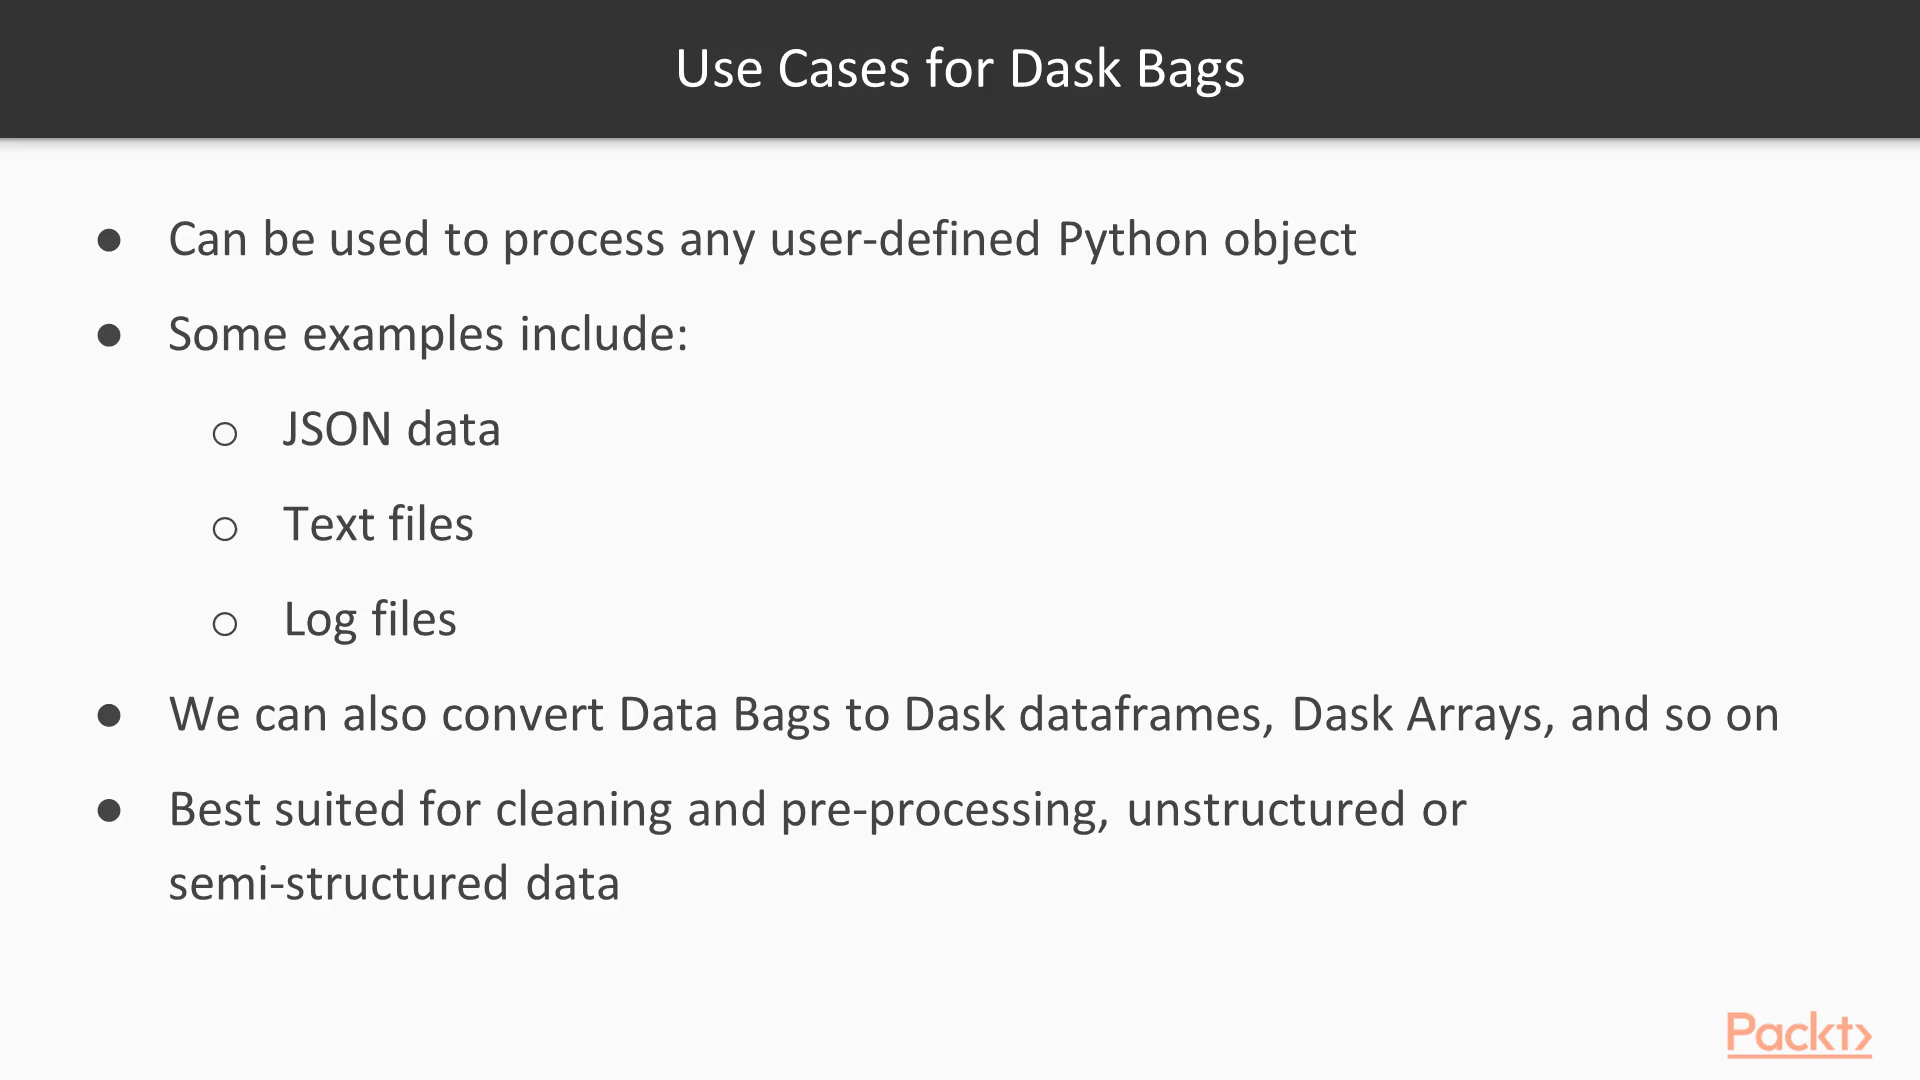 Use Cases for Dask Bags
● Can be used to process any user-defined Python object
● Some examples include:
○ JSON data
○ Text files
○ Log files
● We can also convert Data Bags to Dask dataframes, Dask Arrays, and so on
● Best suited for cleaning and pre-processing, unstructured or
semi-structured data
Packt>